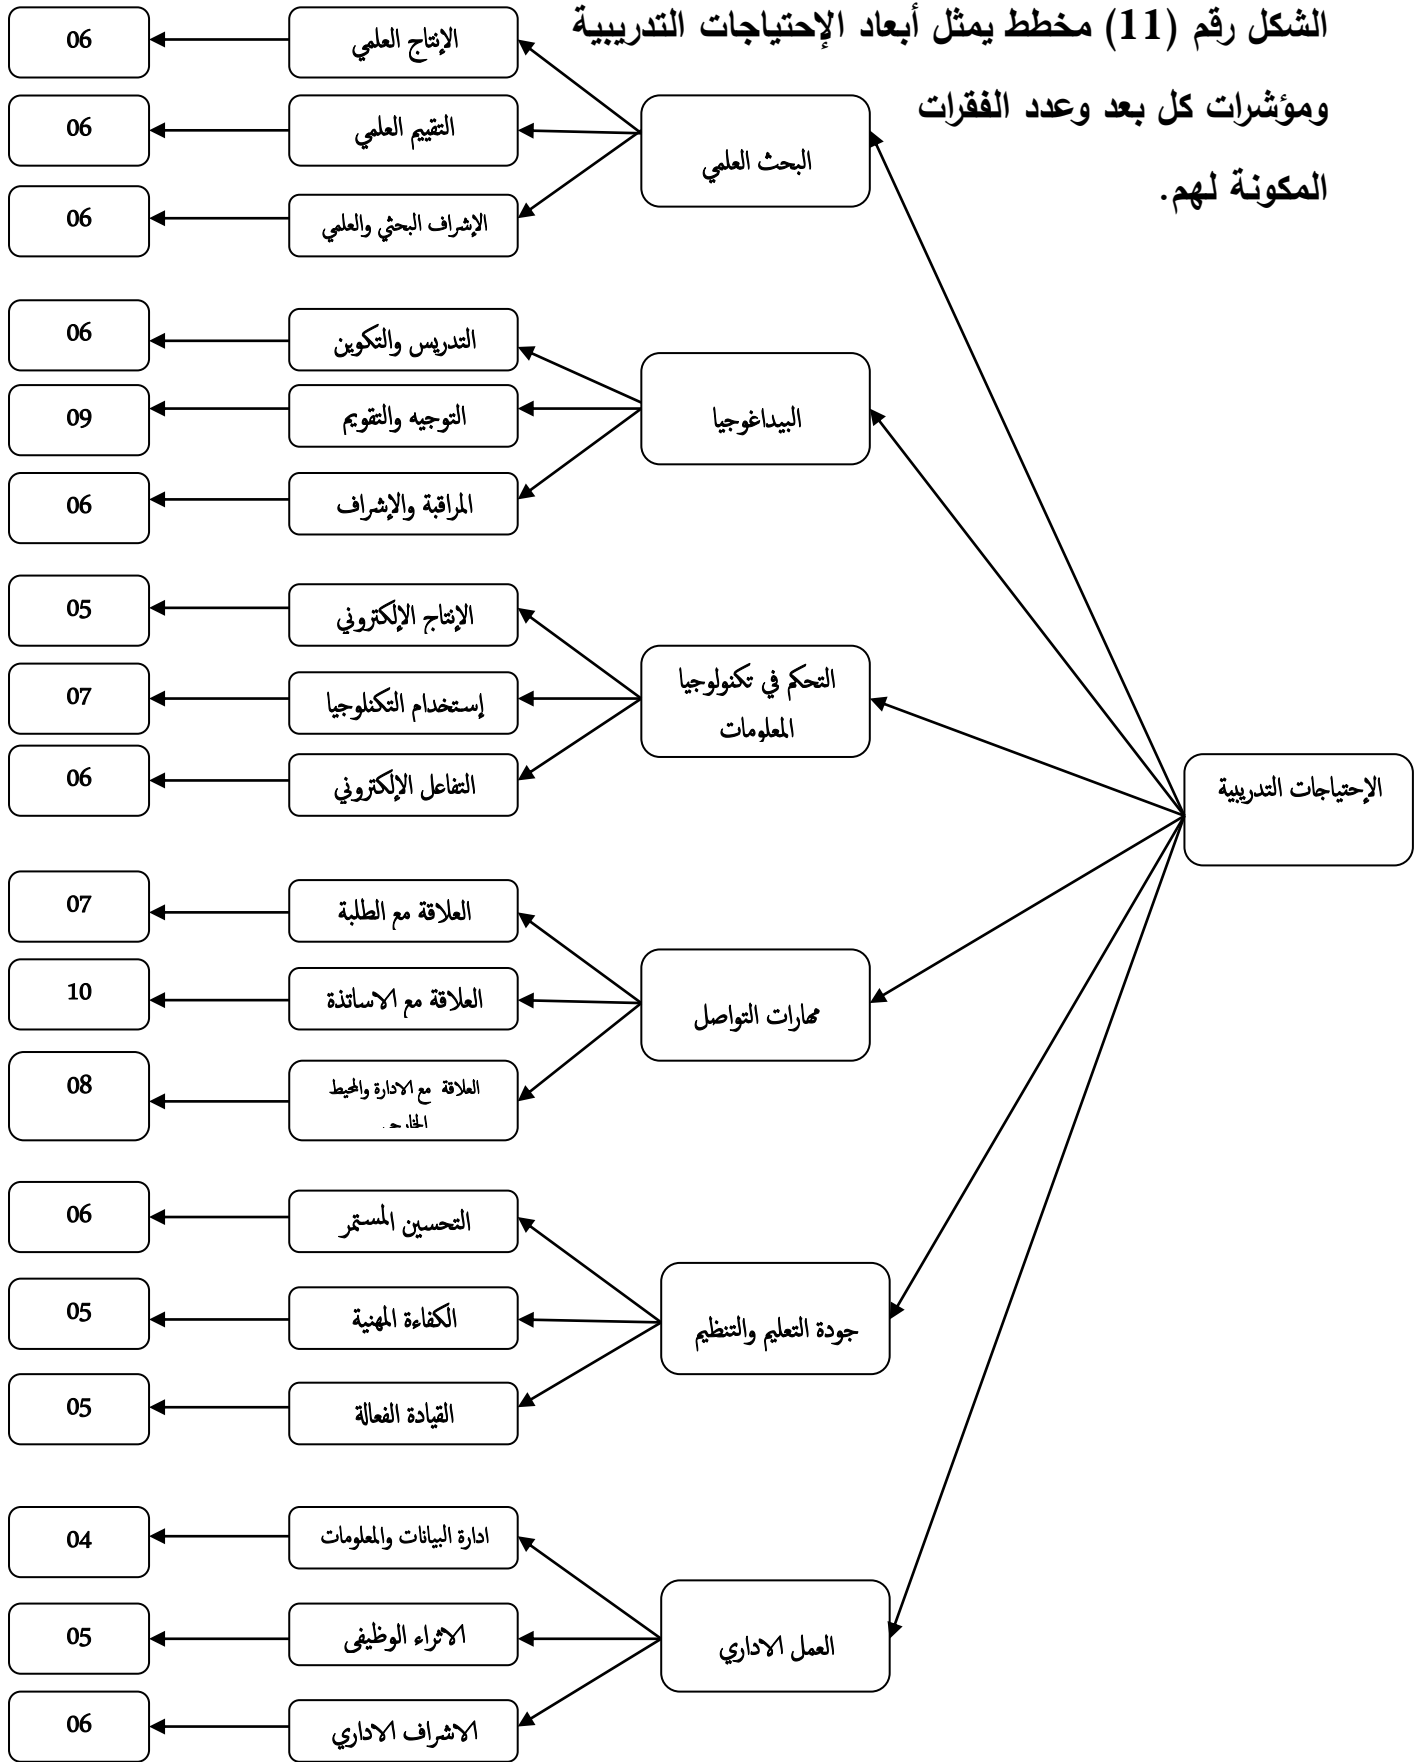 الشكل رقم (11) مخطط يمثل أبعاد الإحتياجات التدريبية
ومؤشرات كل بعد وعدد الفقرات
المكونة لهم.
الإحتياجات التدريبية
البحث العلمي
الإنتاج العلمي
06
التقييم العلمي
06
الإشراف البحثي والعلمي
06
البيداغوجيا
التدريس والتكوين
06
التوجيه والتقويم
09
المراقبة والإشراف
06
التحكم في تكنولوجيا
المعلومات
الإنتاج الإلكتروني
05
إستخدام التكنلوجيا
07
التفاعل الإلكتروني
06
مهارات التواصل
العلاقة مع الطلبة
07
العلاقة مع الاساتذة
10
العلاقة مع الادارة والمحيط
الخارجي
08
جودة التعليم والتنظيم
التحسين المستمر
06
الكفاءة المهنية
05
القيادة الفعالة
05
العمل الاداري
ادارة البيانات والمعلومات
04
الاثراء الوظيفي
05
الاشراف الاداري
06